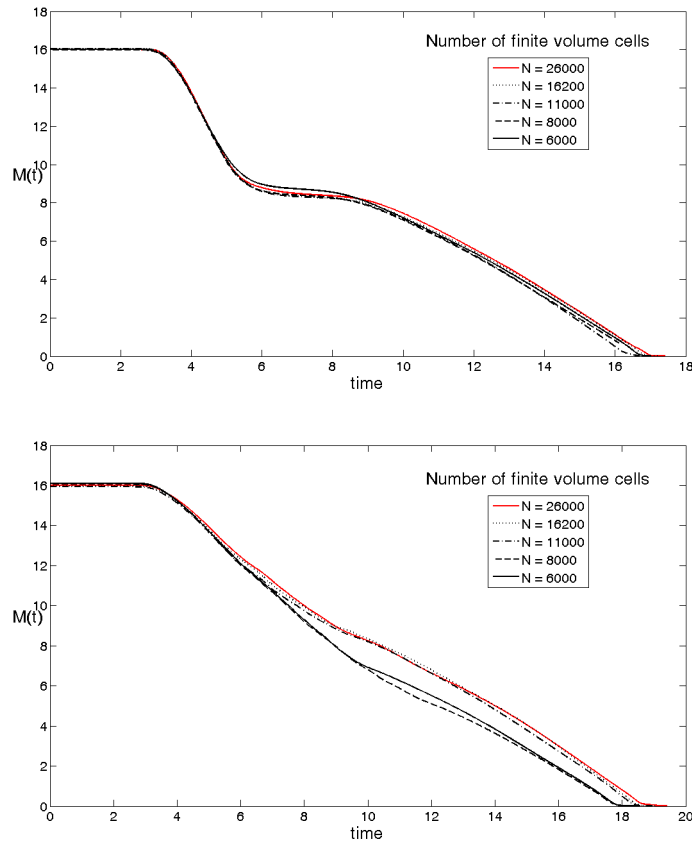 18
16
14
12
10
M(t)
8
6
4
2
0
0 2 4 6 8 10 12 14 16 18
time
Number of finite volume cells
N = 26000
N = 16200
N = 11000
N = 8000
N = 6000
18
16
14
12
10
M(t)
8
6
4
2
0
0 2 4 6 8 10 12 14 16 18 20
time
Number of finite volume cells
N = 26000
N = 16200
N = 11000
N = 8000
N = 6000